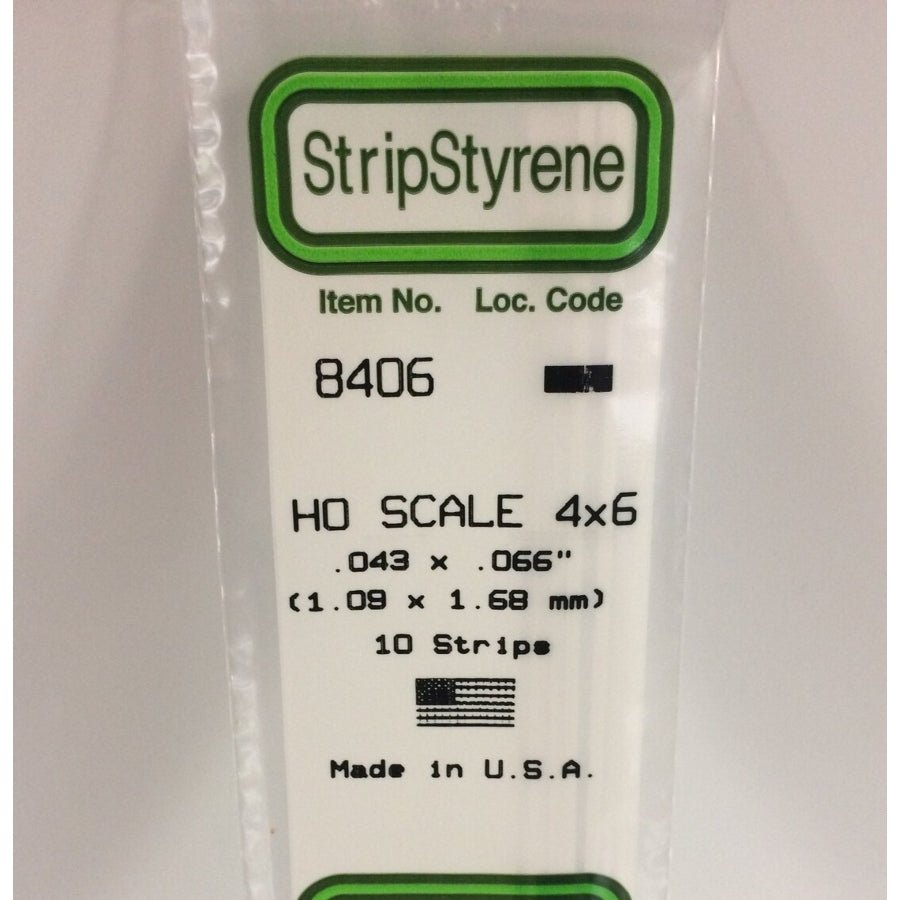 StripStyrene
Item No. Loc. Code
8406
HO SCALE 4x6
.043 x .066"
(1.09 x 1.68 mm)
10 Strips
Made in U.S.A.